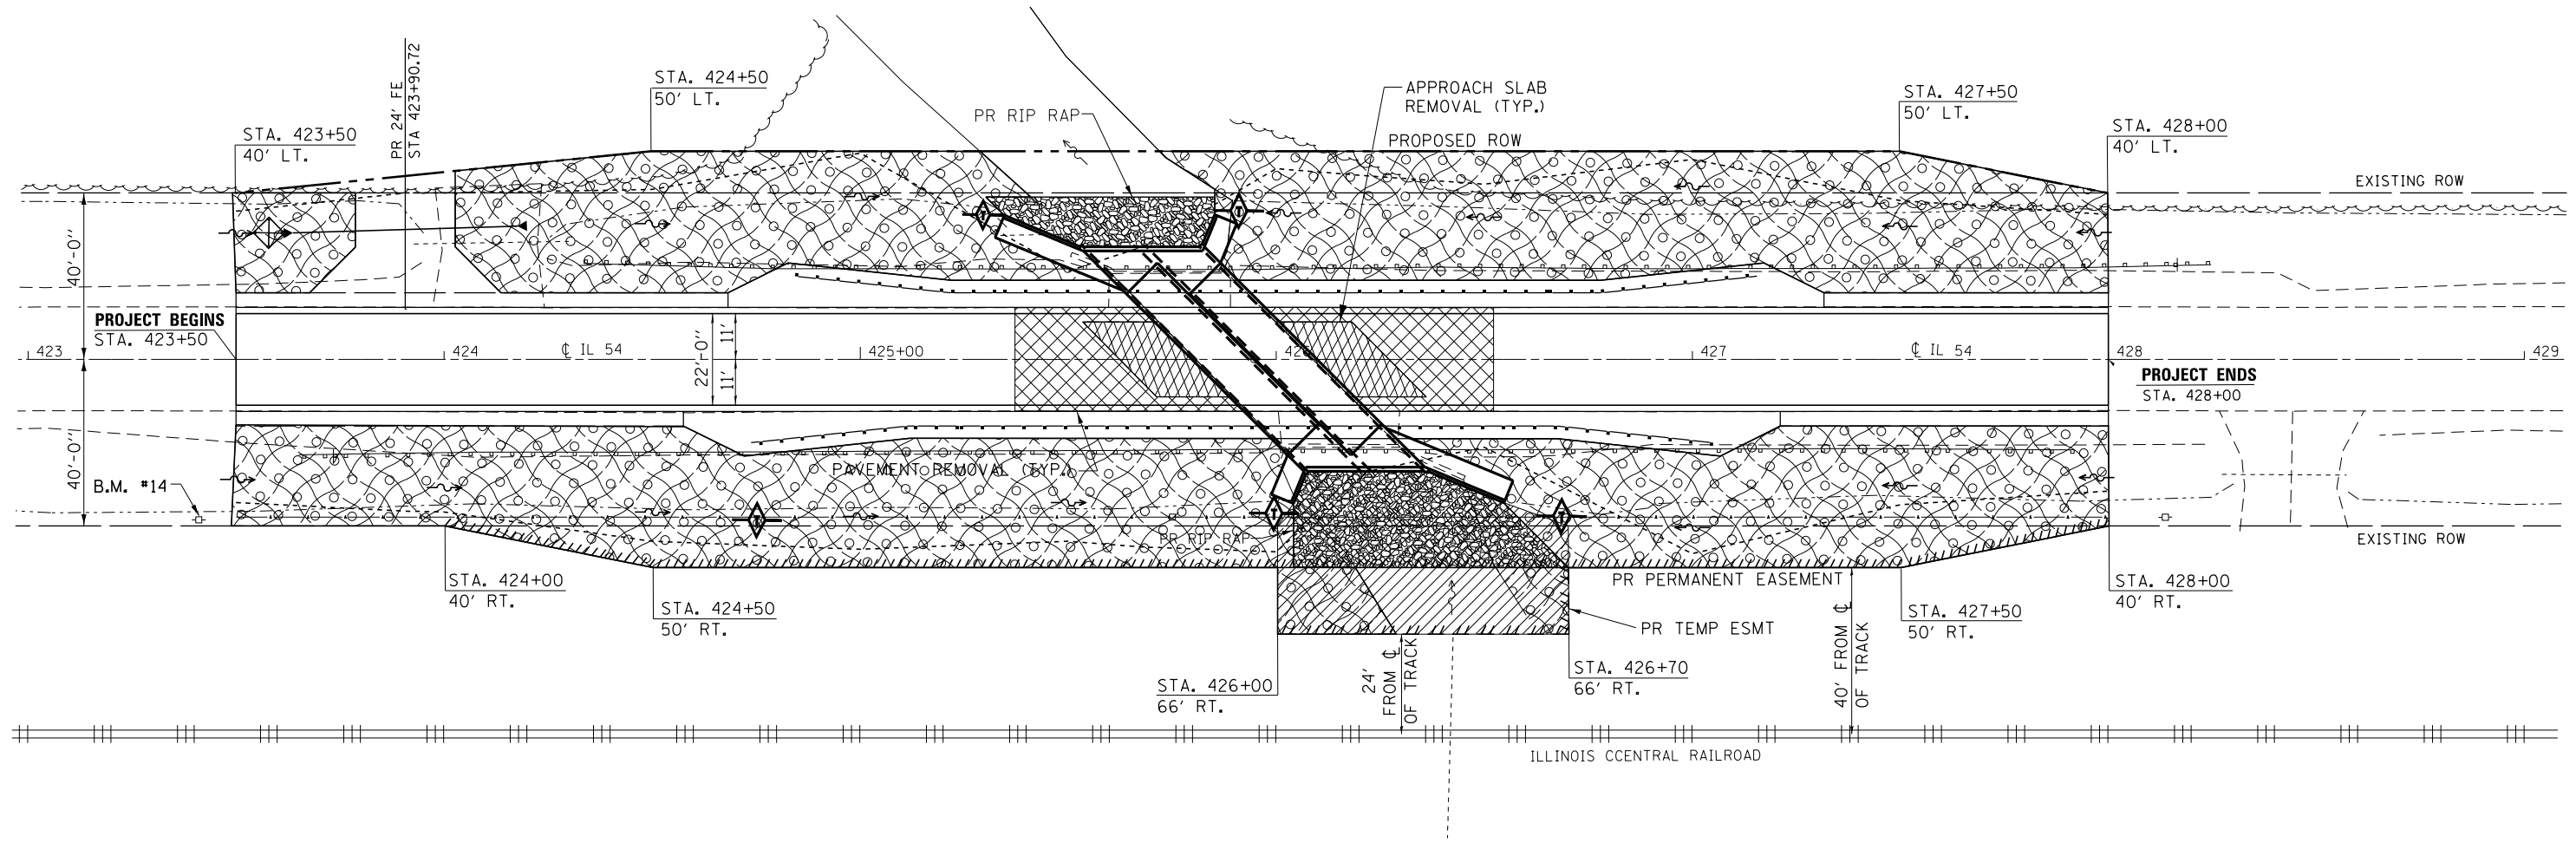 STA. 424+50
50' LT.
PR 24' FE
STA 423+90.72
STA. 423+50
40' LT.
PR RIP RAP
APPROACH SLAB
REMOVAL (TYP.)
PROPOSED ROW
STA. 427+50
50' LT.
STA. 428+00
40' LT.
EXISTING ROW
40'-0"
PROJECT BEGINS
STA. 423+50
423
424
℄ IL 54
22'-0"
11'
11'
425+00
426
427
℄ IL 54
428
429
PROJECT ENDS
STA. 428+00
40'-0"
B.M. #14
PAVEMENT REMOVAL (TYP.)
PR RIP RAP
EXISTING ROW
STA. 424+00
40' RT.
STA. 424+50
50' RT.
PR PERMANENT EASEMENT
STA. 428+00
40' RT.
STA. 427+50
50' RT.
PR TEMP ESMT
STA. 426+00
66' RT.
STA. 426+70
66' RT.
24'
FROM ℄
OF TRACK
40' FROM ℄
OF TRACK
ILLINOIS CCENTRAL RAILROAD